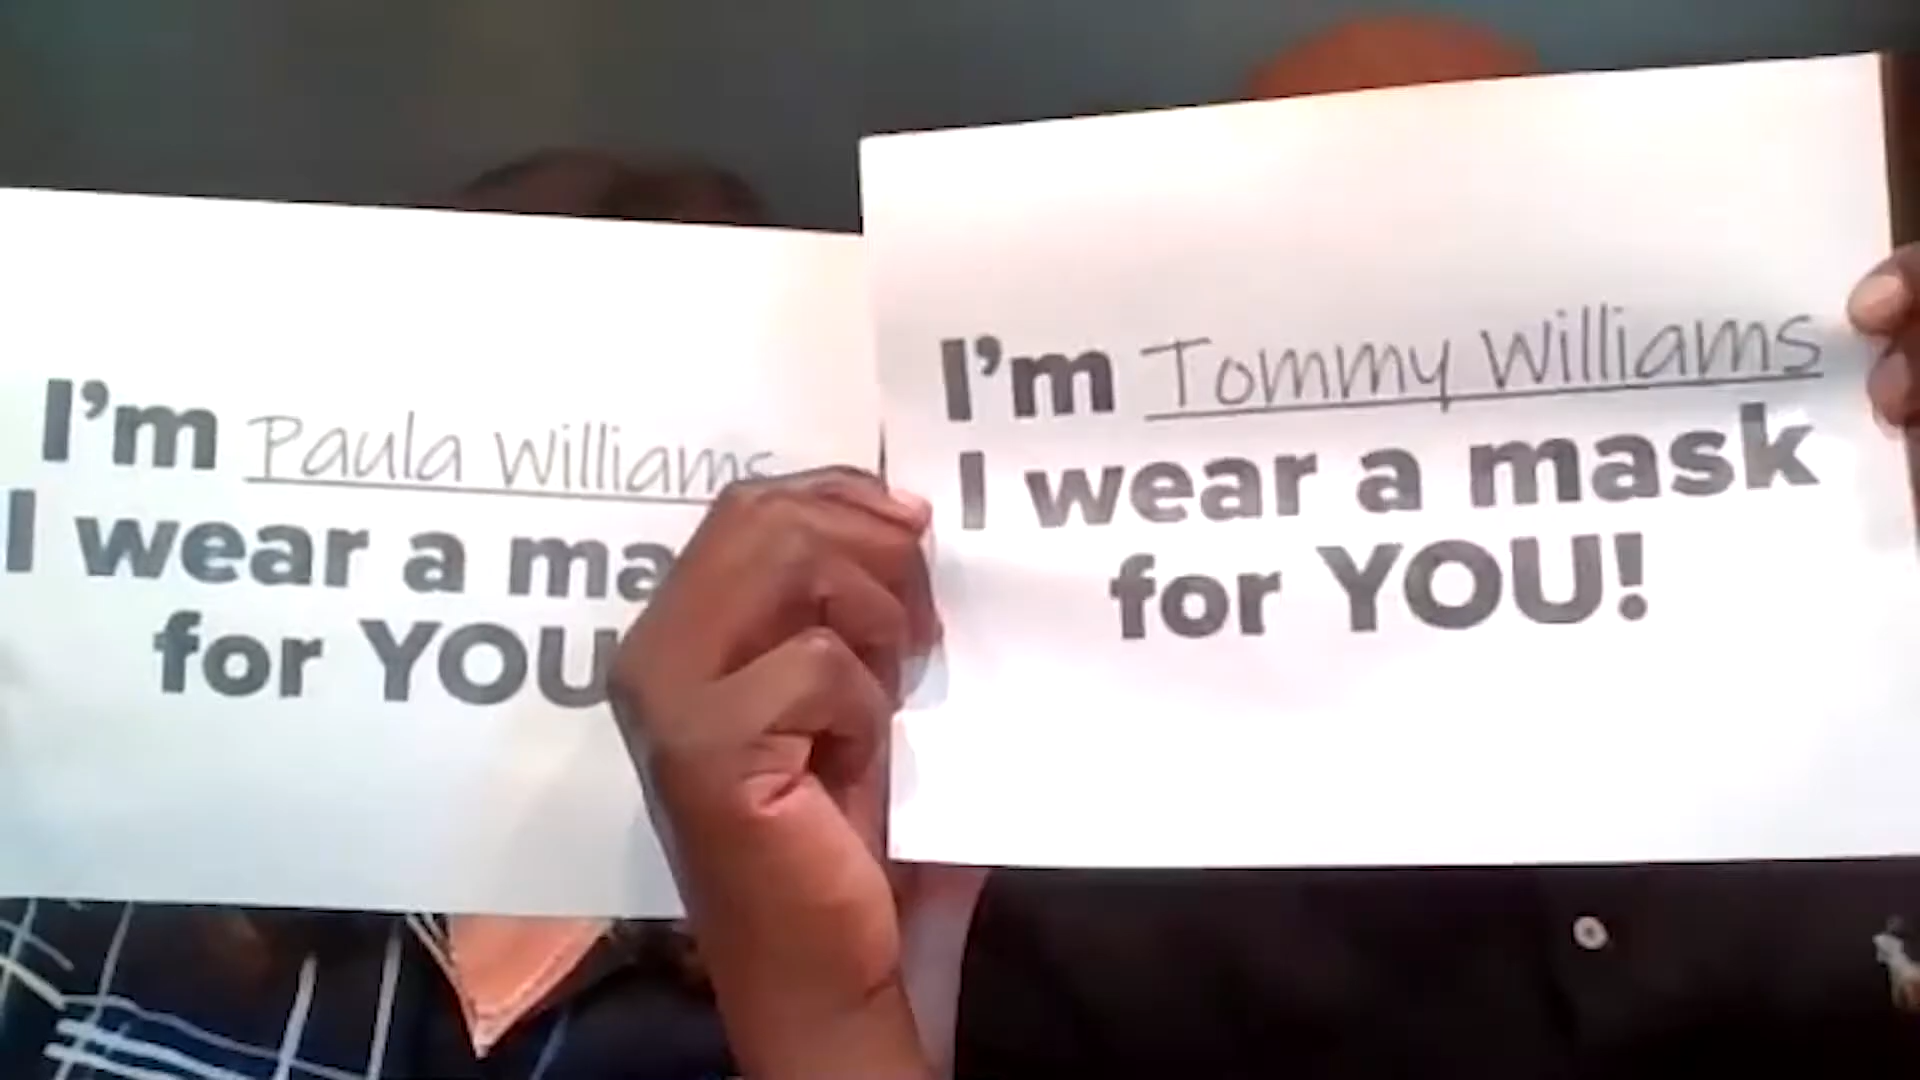 I'm Paula Williams
I wear a ma
for YOU
I'm Tommy Williams
I wear a mask
for YOU!